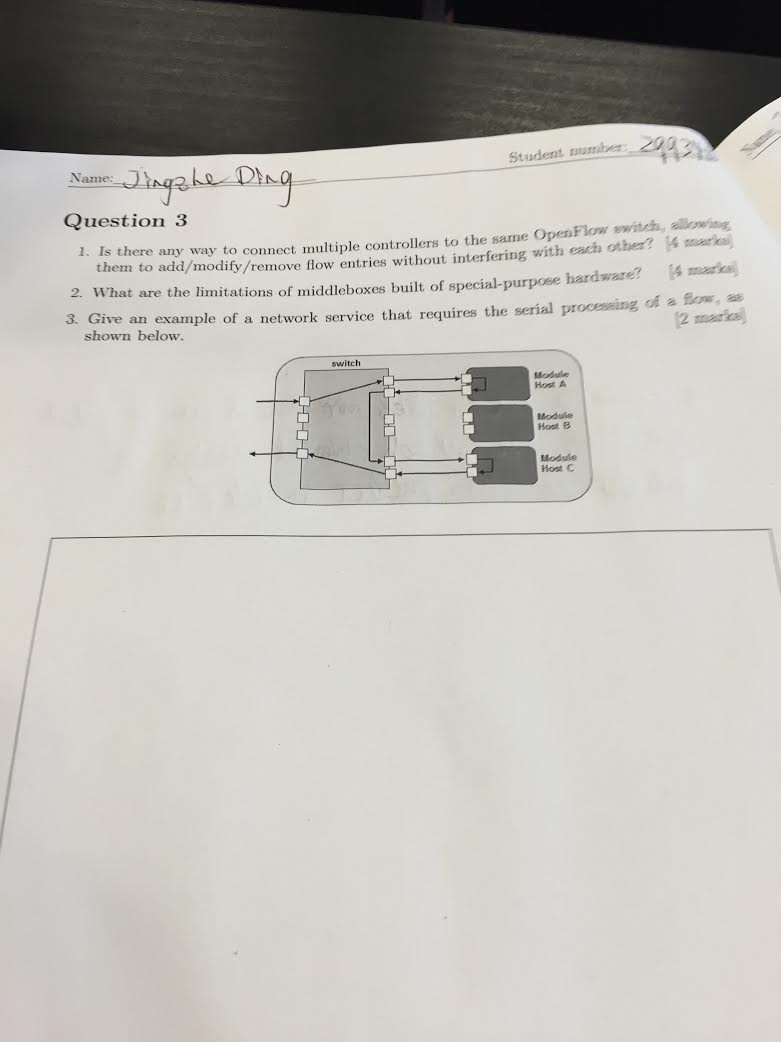 Name: Jingzhe Ding
Student number:
Question 3
1. Is there any way to connect multiple controllers to the same OpenFlow switch, allowing
them to add/modify/remove flow entries without interfering with each other? [4 marks]
2. What are the limitations of middleboxes built of special-purpose hardware? [4 marks]
3. Give an example of a network service that requires the serial processing of a flow, as
shown below. [2 marks]
switch
Module
Host A
Module
Host B
Module
Host C